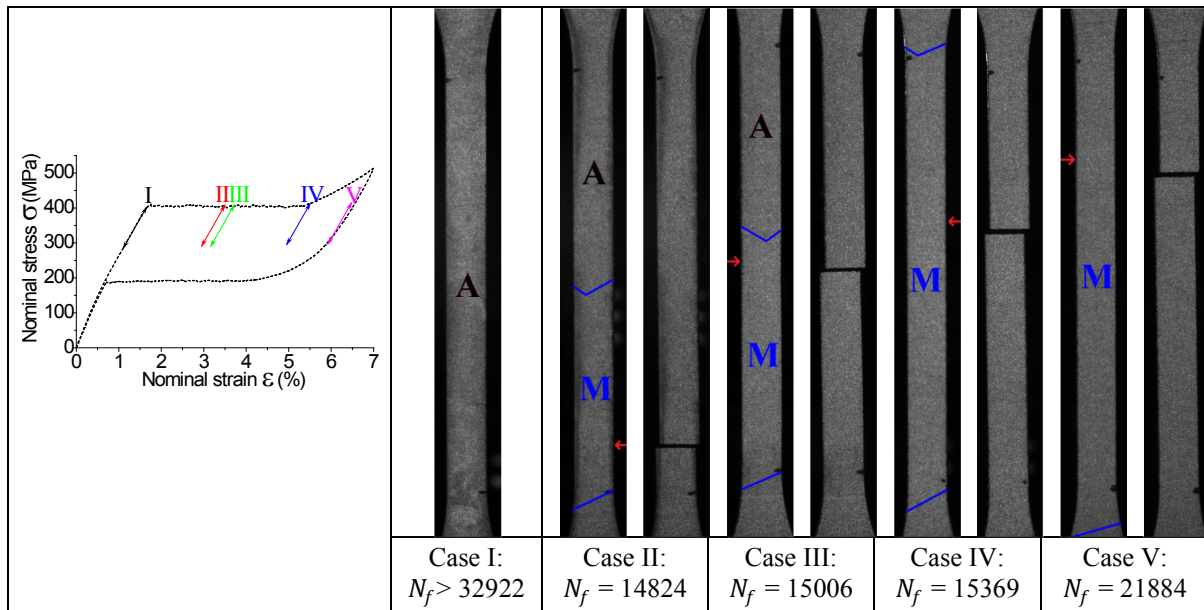 Nominal stress σ (MPa)
500
400
300
200
100
0
0 1 2 3 4 5 6 7
Nominal strain ε (%)
I II III IV V
A
A
M
A
M
M
M
Case I:
N_f > 32922
Case II:
N_f = 14824
Case III:
N_f = 15006
Case IV:
N_f = 15369
Case V:
N_f = 21884